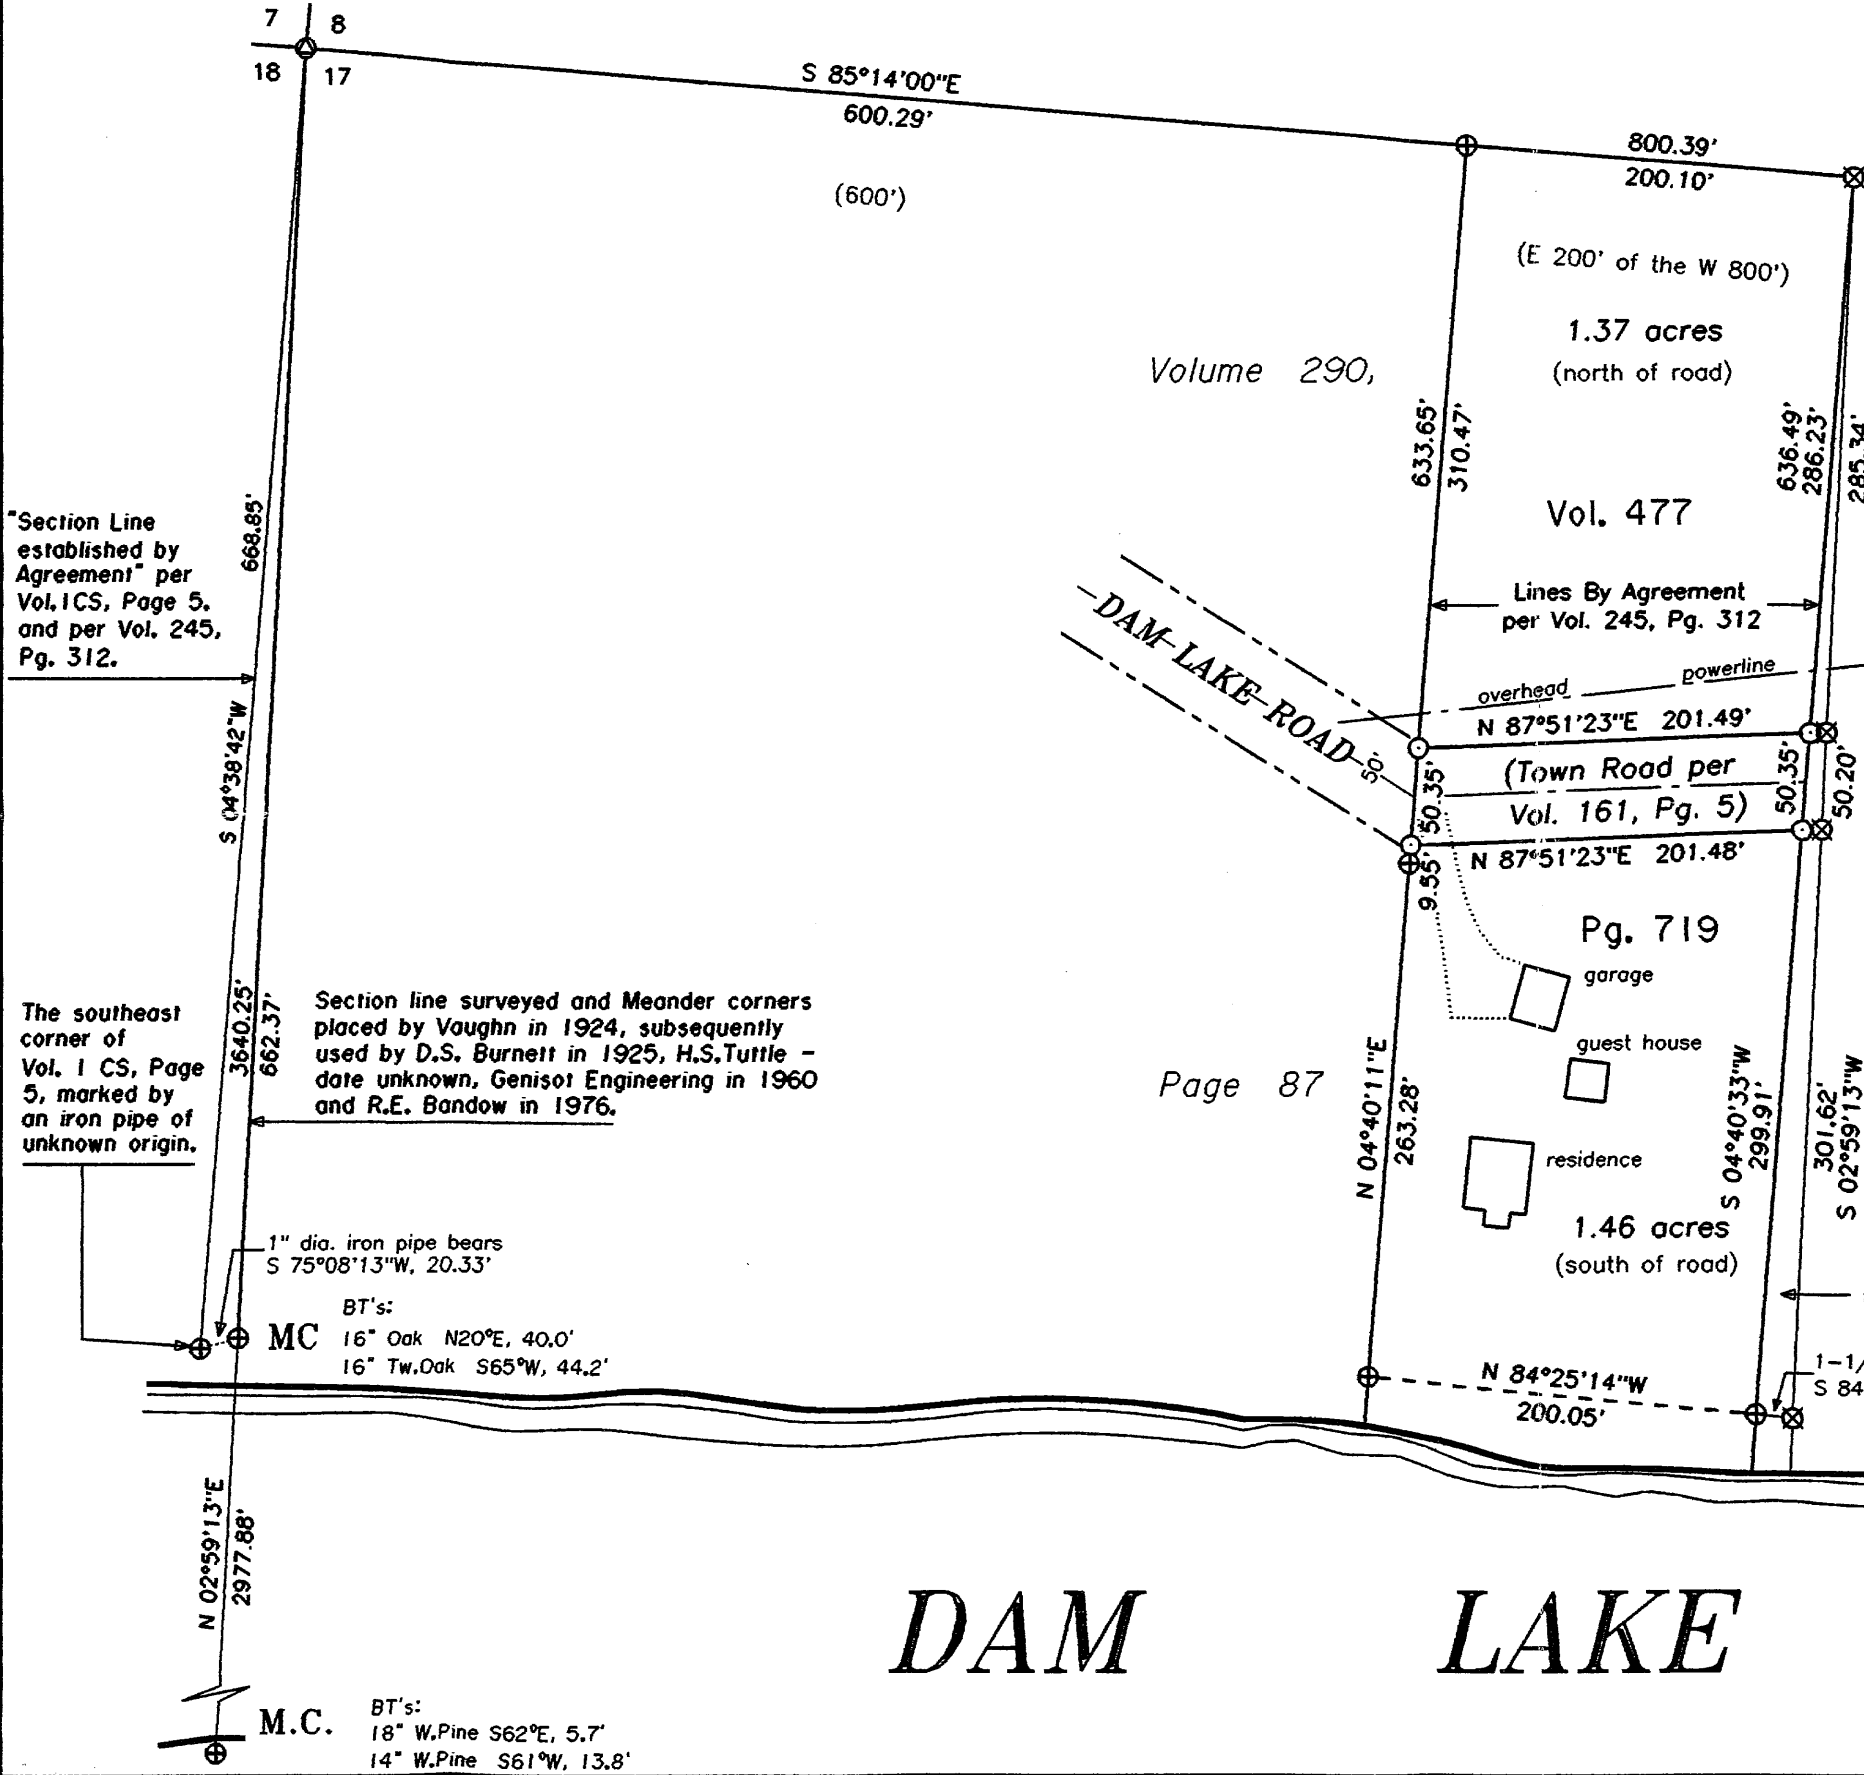 7
8
18
17
S 85°14'00"E
600.29'
(600')
800.39'
200.10'
(E 200' of the W 800')
1.37 acres
(north of road)
Volume 290,
633.65'
310.47'
636.49'
286.23'
285.34'
Vol. 477
"Section Line
established by
Agreement" per
Vol.1CS, Page 5.
and per Vol. 245,
Pg. 312.
668.85'
S 04°38'42"W
Lines By Agreement
per Vol. 245, Pg. 312
DAM LAKE ROAD
50'
overhead
powerline
N 87°51'23"E 201.49'
(Town Road per
Vol. 161, Pg. 5)
50.35'
50.35'
50.20'
N 87°51'23"E 201.48'
9.55'
Pg. 719
garage
guest house
residence
1.46 acres
(south of road)
The southeast
corner of
Vol. 1 CS, Page
5, marked by
an iron pipe of
unknown origin.
3640.25'
662.37'
Section line surveyed and Meander corners
placed by Vaughn in 1924, subsequently
used by D.S. Burnett in 1925, H.S.Tuttle -
date unknown, Genisot Engineering in 1960
and R.E. Bandow in 1976.
Page 87
N 04°40'11"E
263.28'
S 04°40'33"W
299.91'
301.62'
S 02°59'13"W
1" dia. iron pipe bears
S 75°08'13"W, 20.33'
MC
BT's:
16" Oak N20°E, 40.0'
16" Tw.Oak S65°W, 44.2'
N 84°25'14"W
200.05'
1-1/
S 84
N 02°59'13"E
2977.88'
DAM LAKE
M.C.
BT's:
18" W.Pine S62°E, 5.7'
14" W.Pine S61°W, 13.8'